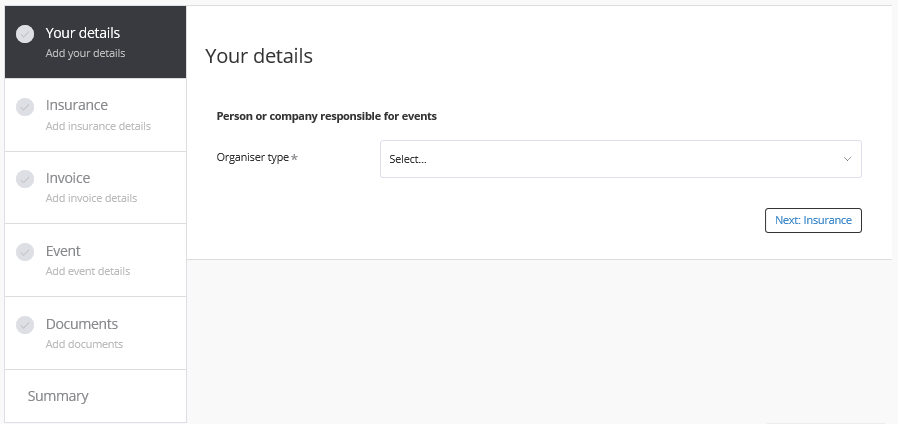 Your details
Add your details
Insurance
Add insurance details
Invoice
Add invoice details
Event
Add event details
Documents
Add documents
Summary
Your details
Person or company responsible for events
Organiser type*
Select...
Next: Insurance